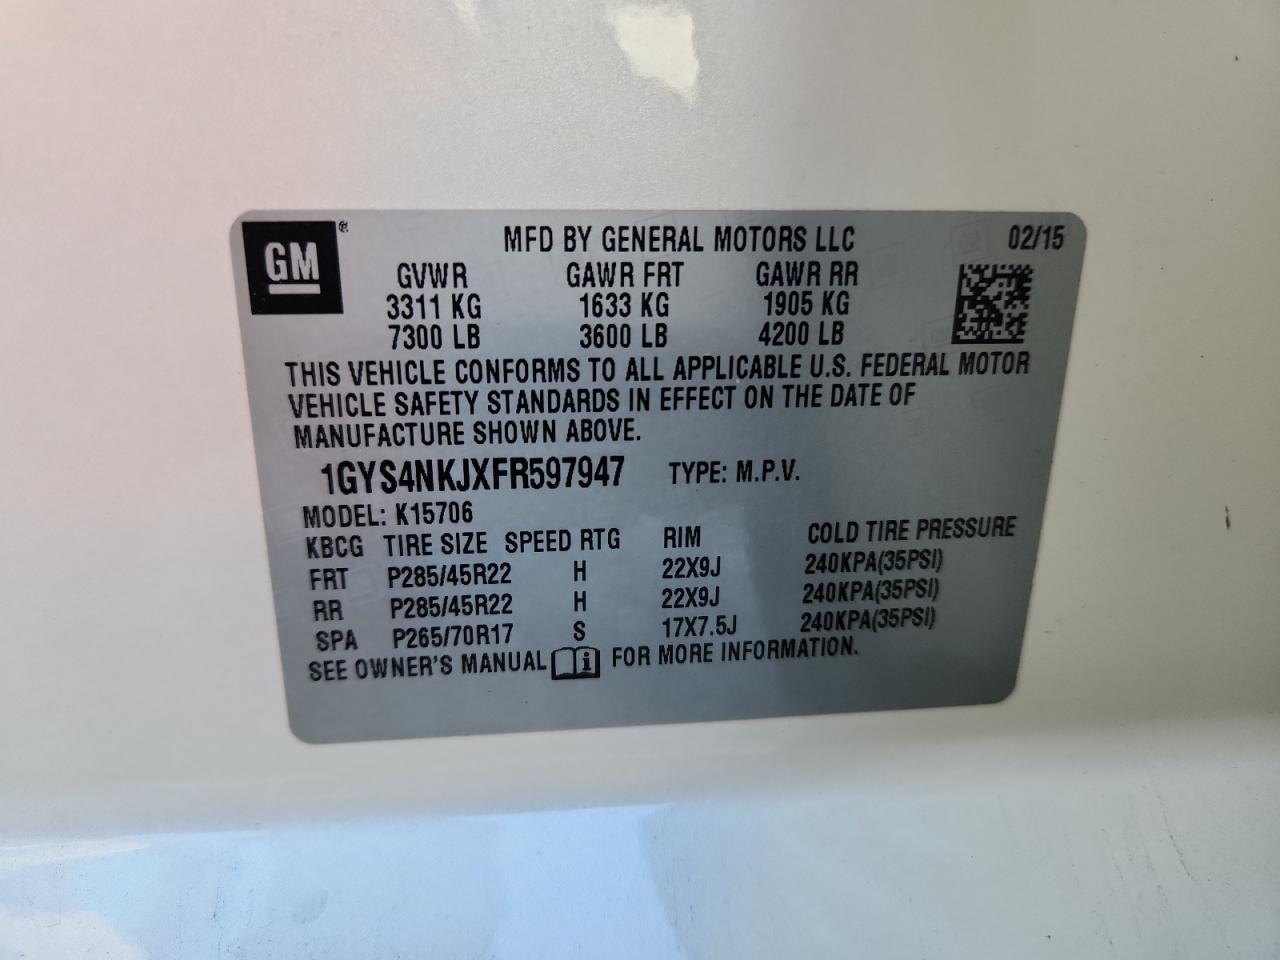 GM ® MFD BY GENERAL MOTORS LLC 02/15
GVWR GAWR FRT GAWR RR
3311 KG 1633 KG 1905 KG
7300 LB 3600 LB 4200 LB
THIS VEHICLE CONFORMS TO ALL APPLICABLE U.S. FEDERAL MOTOR
VEHICLE SAFETY STANDARDS IN EFFECT ON THE DATE OF
MANUFACTURE SHOWN ABOVE.
1GYS4NKJXFR597947 TYPE: M.P.V.
MODEL: K15706
KBCG TIRE SIZE SPEED RTG RIM COLD TIRE PRESSURE
FRT P285/45R22 H 22X9J 240KPA(35PSI)
RR P285/45R22 H 22X9J 240KPA(35PSI)
SPA P265/70R17 S 17X7.5J 240KPA(35PSI)
SEE OWNER'S MANUAL i FOR MORE INFORMATION.